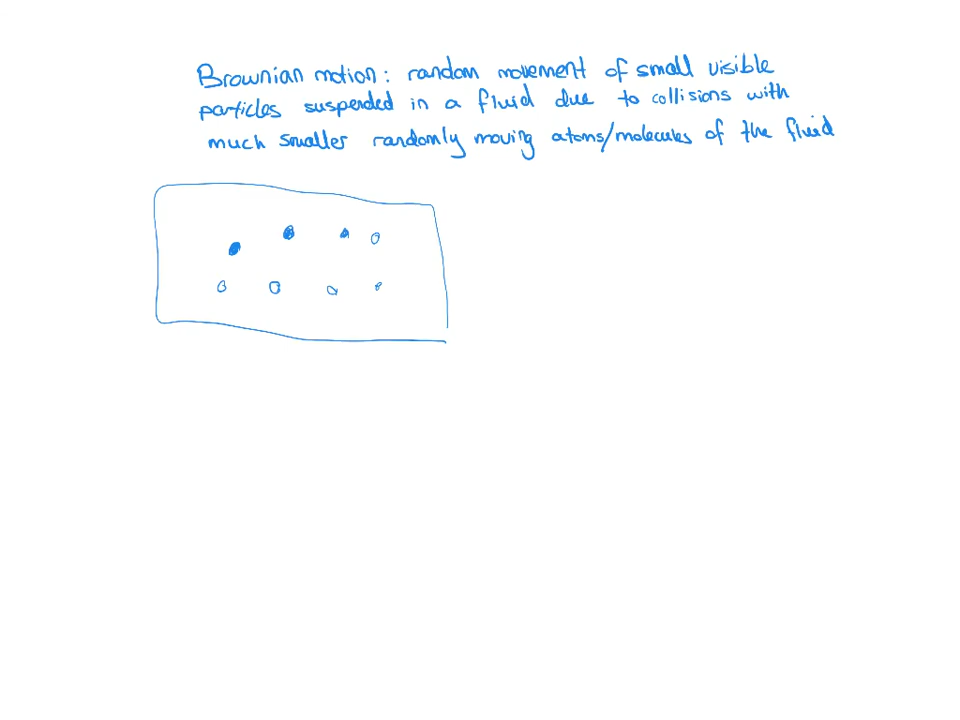 Brownian motion: random movement of small visible
particles suspended in a fluid due to collisions with
much smaller randomly moving atoms/molecules of the fluid